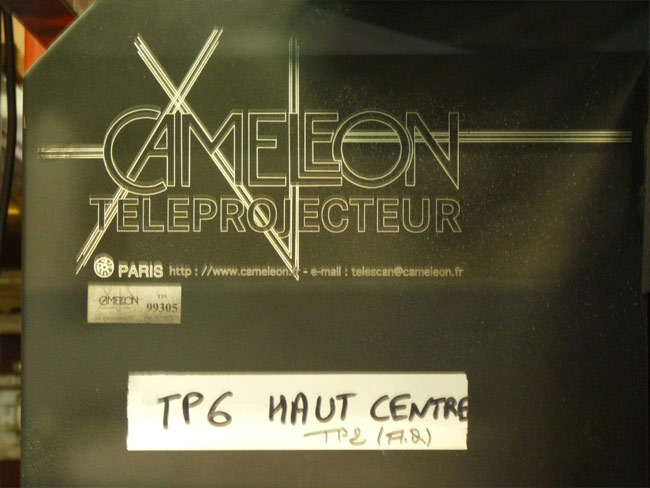 CAMELEON
TELEPROJECTEUR
PARIS http : //www.cameleon.fr - e-mail : telescan@cameleon.fr
CAMELEON
99305
TP6 HAUT CENTRE
TP2 (A.2)